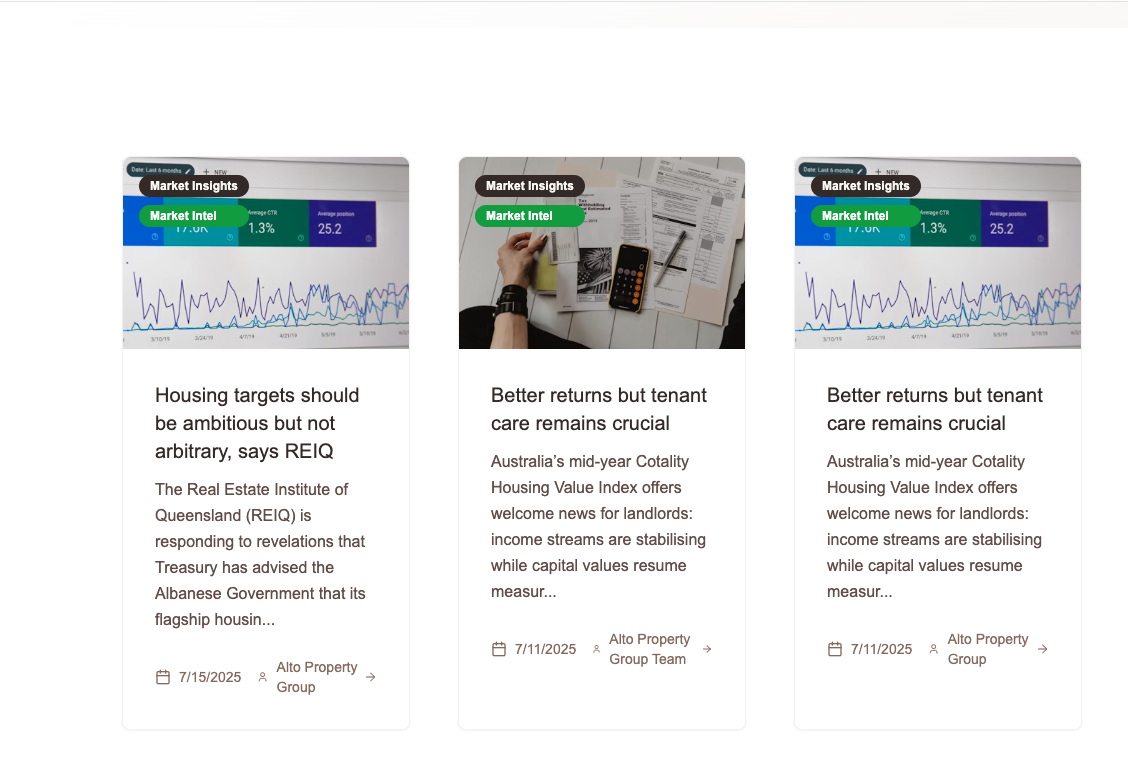 Date: Last 6 months
NEW
Market Insights
Market Intel
Average CTR
1.3%
Average position
25.2
3/10/19
3/24/19
4/7/19
4/21/19
5/5/19
5/19/19
Housing targets should
be ambitious but not
arbitrary, says REIQ
The Real Estate Institute of
Queensland (REIQ) is
responding to revelations that
Treasury has advised the
Albanese Government that its
flagship housin...
7/15/2025
Alto Property
Group
Market Insights
Market Intel
Tax
Withholding
and Estimated
Better returns but tenant
care remains crucial
Australia’s mid-year Cotality
Housing Value Index offers
welcome news for landlords:
income streams are stabilising
while capital values resume
measur...
7/11/2025
Alto Property
Group Team
Date: Last 6 months
NEW
Market Insights
Market Intel
Average CTR
1.3%
Average position
25.2
3/10/19
3/24/19
4/7/19
4/21/19
5/5/19
5/19/19
Better returns but tenant
care remains crucial
Australia’s mid-year Cotality
Housing Value Index offers
welcome news for landlords:
income streams are stabilising
while capital values resume
measur...
7/11/2025
Alto Property
Group